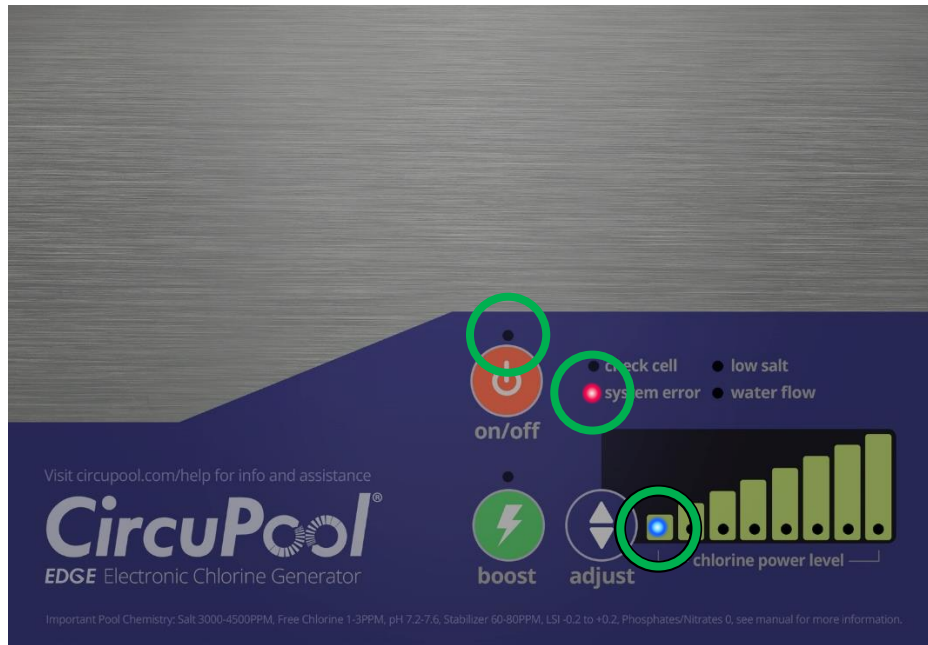 check cell
low salt
system error
water flow
on/off
Visit circupool.com/help for info and assistance
CircuPool®
EDGE Electronic Chlorine Generator
boost
adjust
chlorine power level
Important Pool Chemistry: Salt 3000-4500PPM, Free Chlorine 1-3PPM, pH 7.2-7.6, Stabilizer 60-80PPM, LSI -0.2 to +0.2, Phosphates/Nitrates 0, see manual for more information.